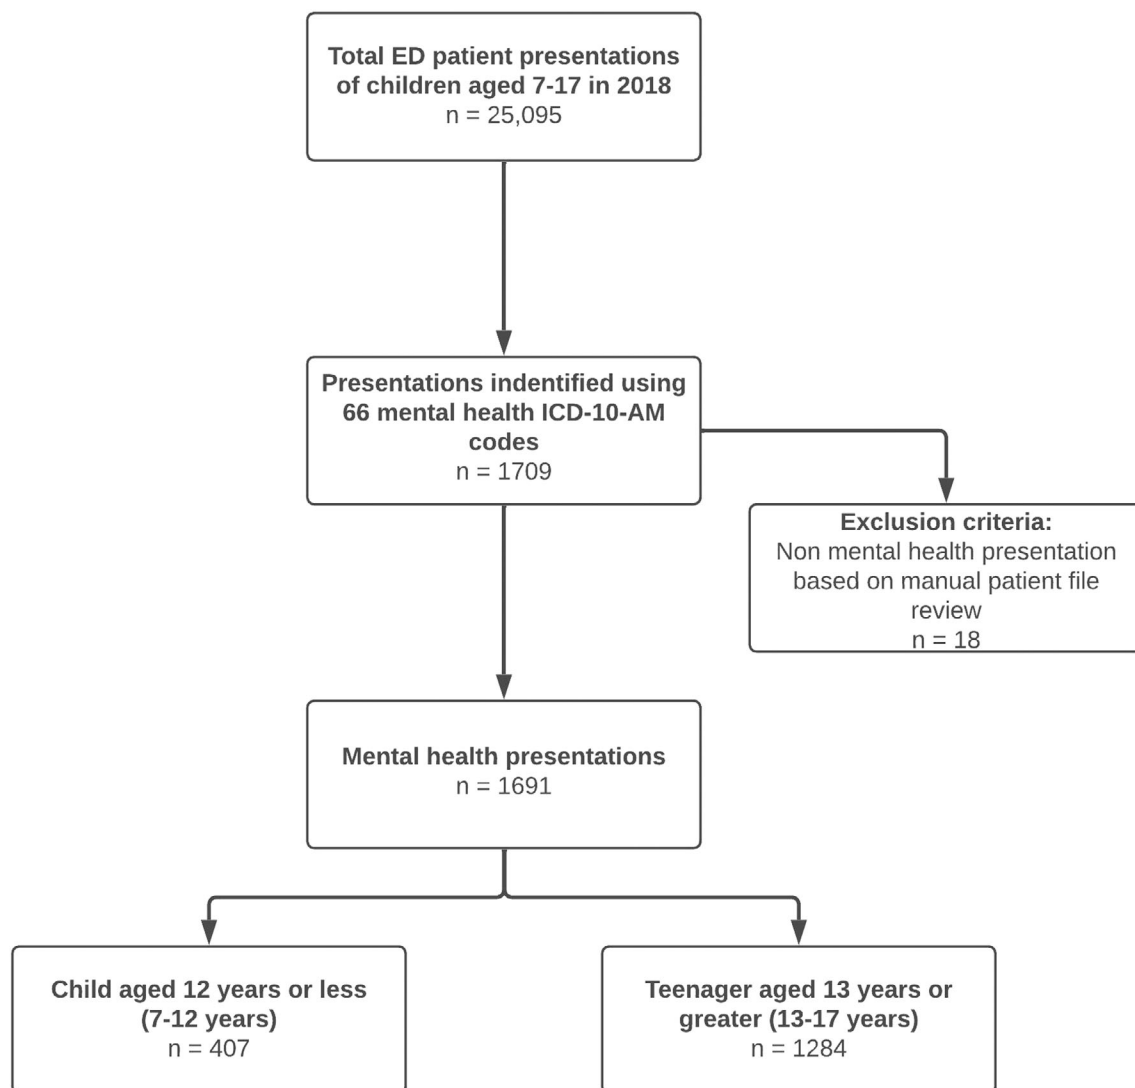 Total ED patient presentations
of children aged 7-17 in 2018
n = 25,095
Presentations indentified using
66 mental health ICD-10-AM
codes
n = 1709
Exclusion criteria:
Non mental health presentation
based on manual patient file
review
n = 18
Mental health presentations
n = 1691
Child aged 12 years or less
(7-12 years)
n = 407
Teenager aged 13 years or
greater (13-17 years)
n = 1284